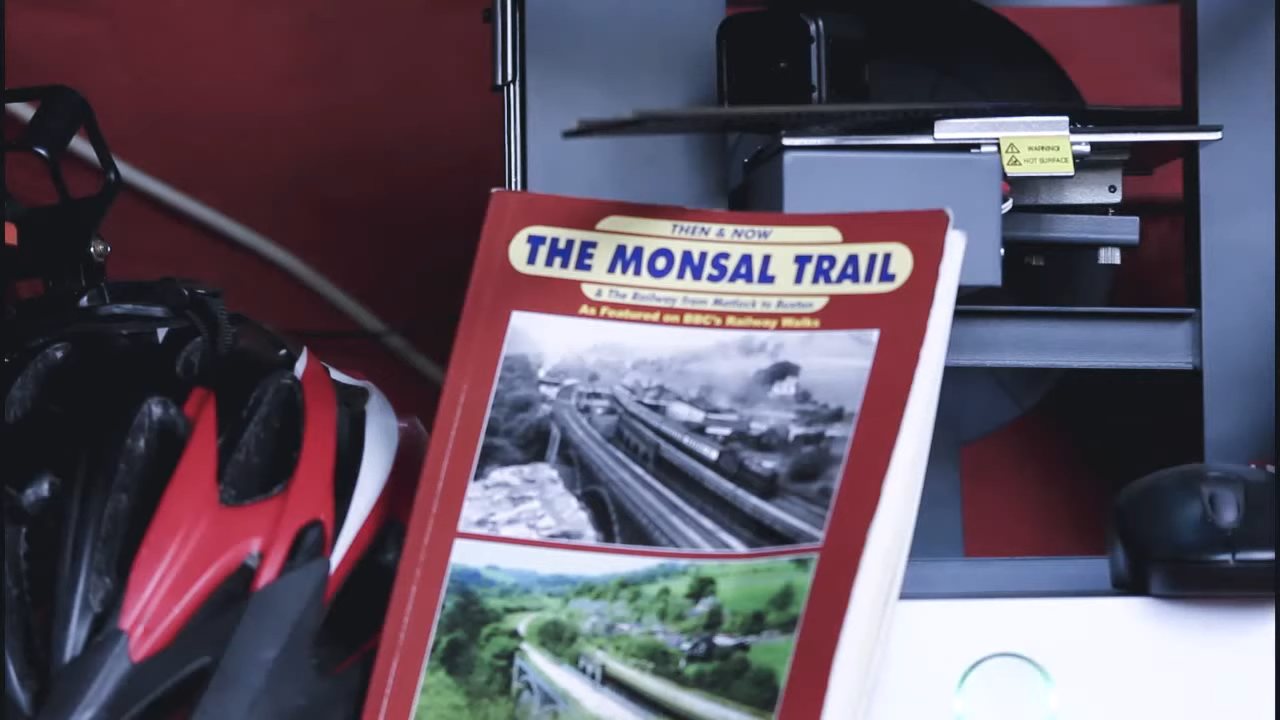 WARNING!
HOT SURFACE
THEN & NOW
THE MONSAL TRAIL
& The Railway from Matlock to Buxton
As Featured on BBC's Railway Walks